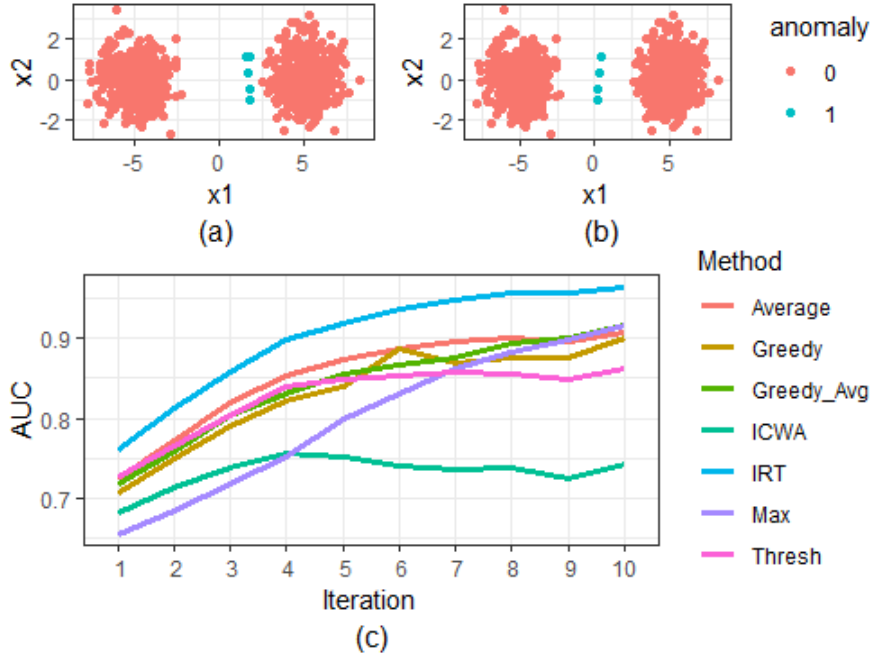 x2
2
0
-2
-5 0 5
x1
(a)
x2
2
0
-2
-5 0 5
x1
(b)
anomaly
0
1
AUC
0.9
0.8
0.7
1 2 3 4 5 6 7 8 9 10
Iteration
(c)
Method
Average
Greedy
Greedy_Avg
ICWA
IRT
Max
Thresh